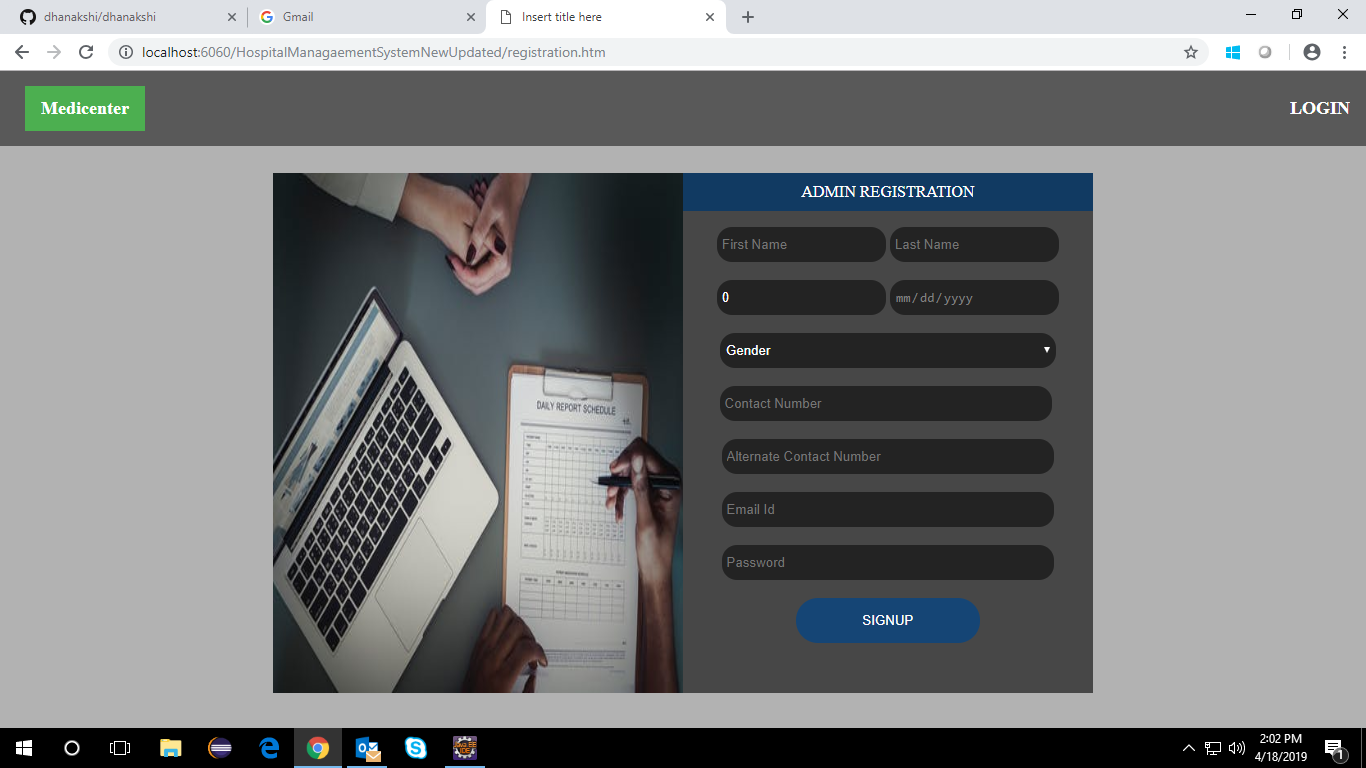 dhanakshi/dhanakshi
Gmail
Insert title here
localhost:6060/HospitalManagaementSystemNewUpdated/registration.htm
Medicenter
LOGIN
ADMIN REGISTRATION
First Name
Last Name
0
mm/dd/yyyy
Gender
Contact Number
Alternate Contact Number
Email Id
Password
SIGNUP
DAILY REPORT SCHEDULE
2:02 PM
4/18/2019
1